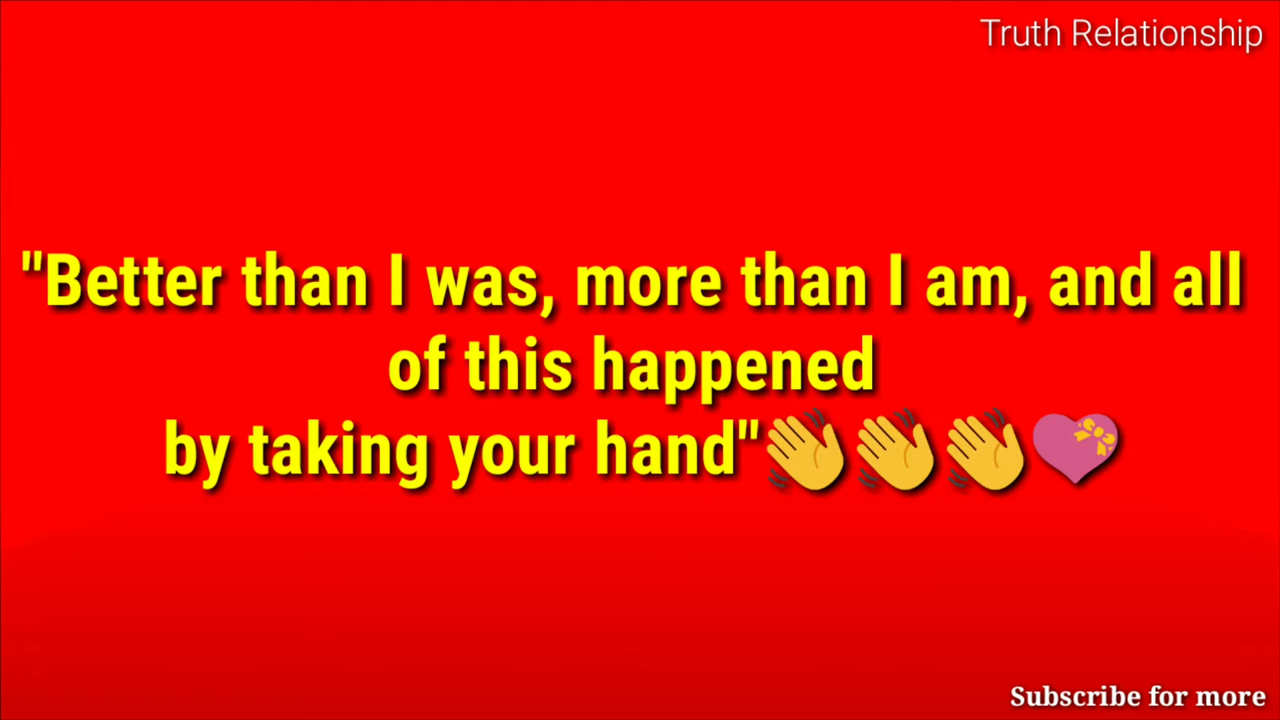 Truth Relationship
"Better than I was, more than I am, and all
of this happened
by taking your hand"👋👋👋💝
Subscribe for more